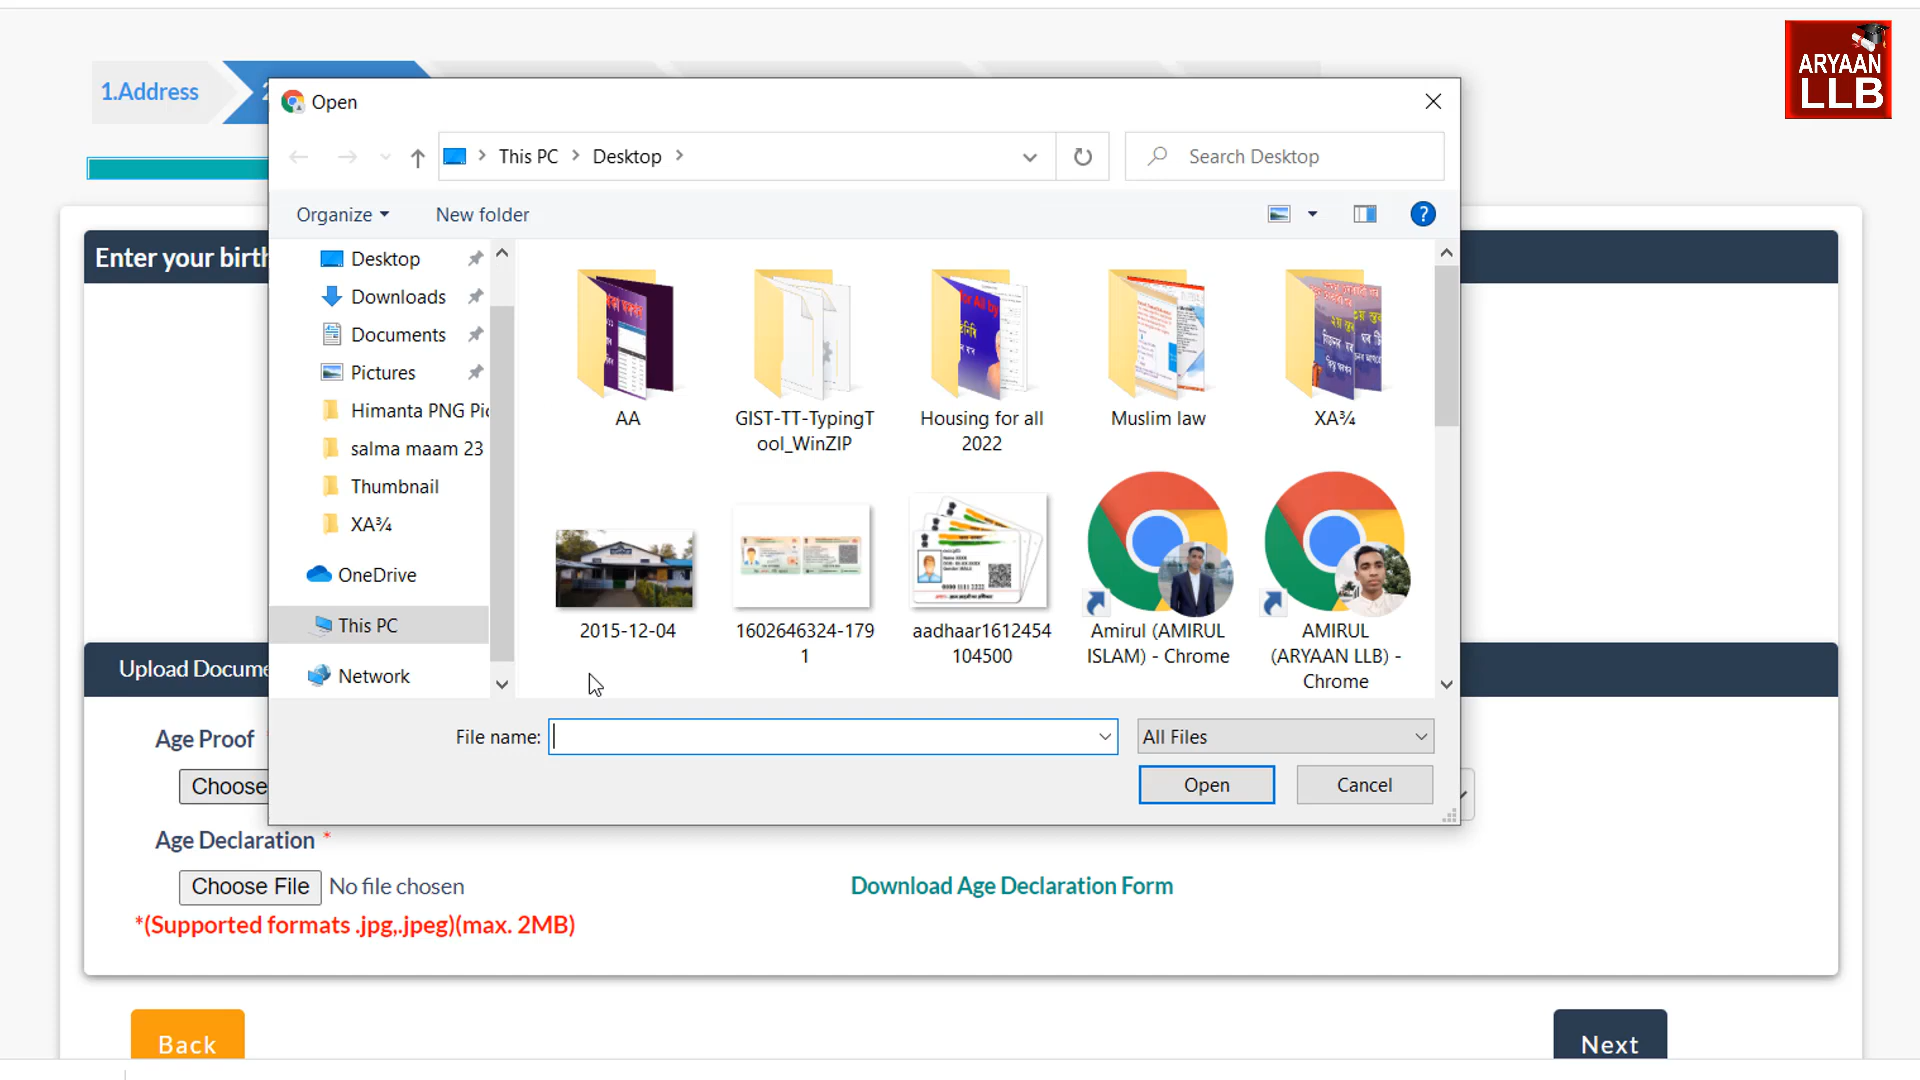 ARYAAN
LLB
1.Address
Open
This PC
Desktop
Search Desktop
Organize
New folder
Desktop
Downloads
Documents
Pictures
Himanta PNG Pic
salma maam 23
Thumbnail
XA¾
OneDrive
This PC
Network
AA
GIST-TT-TypingT
ool_WinZIP
Housing for all
2022
Muslim law
XA¾
2015-12-04
1602646324-179
1
aadhaar1612454
104500
Amirul (AMIRUL
ISLAM) - Chrome
AMIRUL
(ARYAAN LLB) -
Chrome
File name:
All Files
Open
Cancel
Enter your birth
Upload Docume
Age Proof
Choose
Age Declaration *
Choose File No file chosen
Download Age Declaration Form
*(Supported formats .jpg,.jpeg)(max. 2MB)
Back
Next